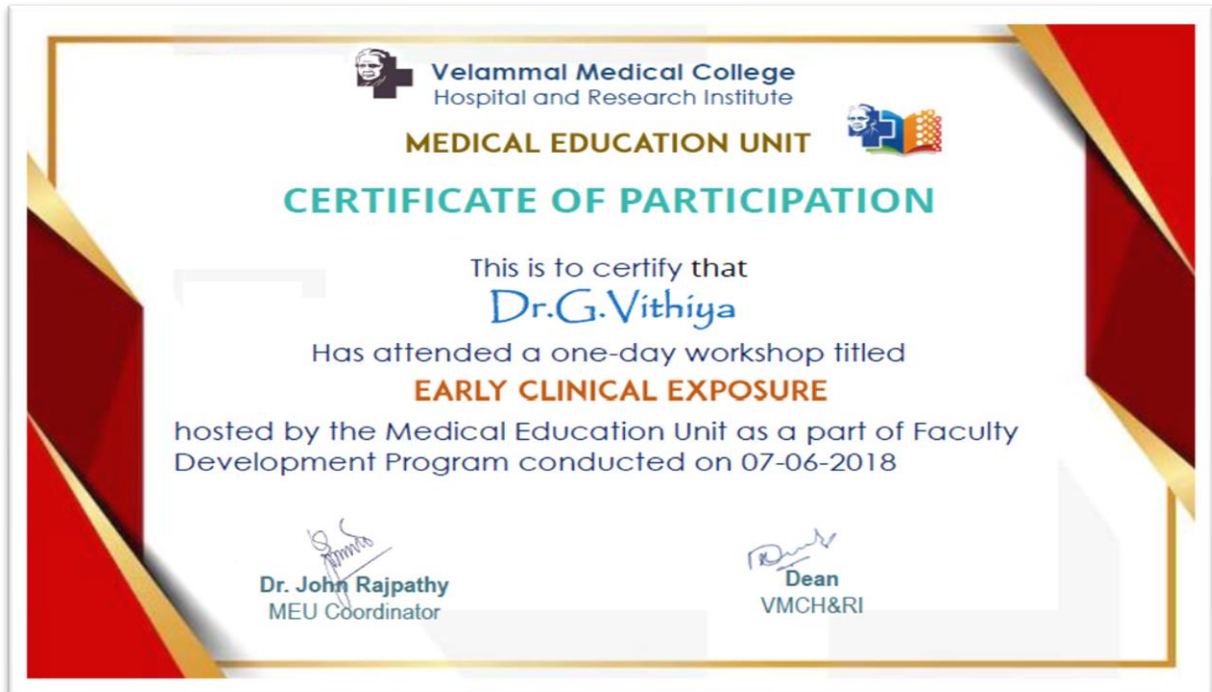 Velammal Medical College
Hospital and Research Institute
MEDICAL EDUCATION UNIT
CERTIFICATE OF PARTICIPATION
This is to certify that
Dr.G.Vithiya
Has attended a one-day workshop titled
EARLY CLINICAL EXPOSURE
hosted by the Medical Education Unit as a part of Faculty
Development Program conducted on 07-06-2018
Dr. John Rajpathy
MEU Coordinator
Dean
VMCH&RI